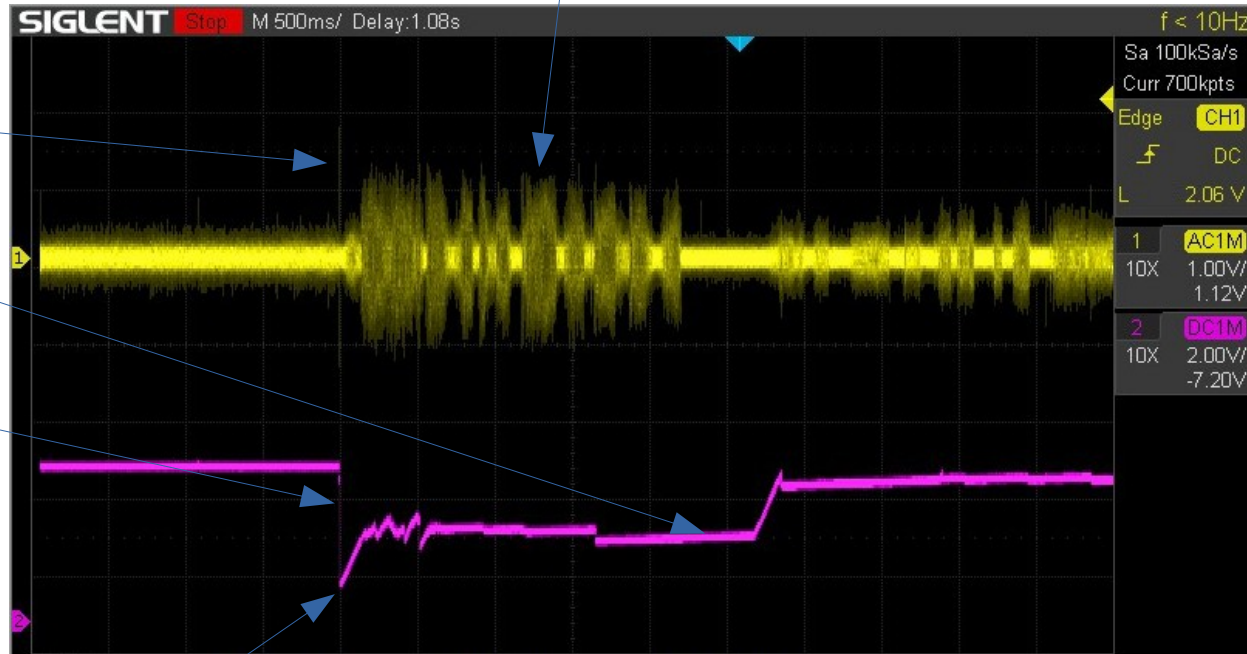 SIGLENT Stop M 500ms/ Delay:1.08s f < 10Hz
Sa 100kSa/s
Curr 700kpts
Edge CH1
DC
L 2.06 V
1 AC1M
10X 1.00V/
1.12V
2 DC1M
10X 2.00V/
-7.20V
1
2